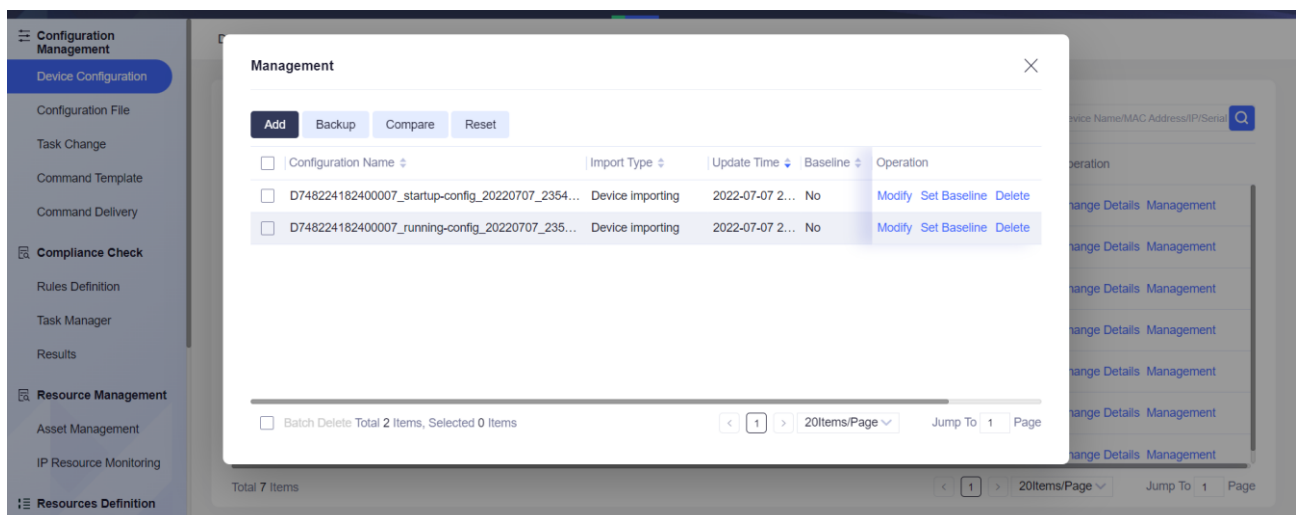 Configuration Management
Device Configuration
Configuration File
Task Change
Command Template
Command Delivery
Compliance Check
Rules Definition
Task Manager
Results
Resource Management
Asset Management
IP Resource Monitoring
Resources Definition
Management
Add Backup Compare Reset
Configuration Name Import Type Update Time Baseline Operation
D748224182400007_startup-config_20220707_2354... Device importing 2022-07-07 2... No Modify Set Baseline Delete
D748224182400007_running-config_20220707_235... Device importing 2022-07-07 2... No Modify Set Baseline Delete
Batch Delete Total 2 Items, Selected 0 Items < 1 > 20Items/Page Jump To 1 Page
evice Name/MAC Address/IP/Serial
peration
hange Details Management
hange Details Management
hange Details Management
hange Details Management
hange Details Management
hange Details Management
hange Details Management
Total 7 Items < 1 > 20Items/Page Jump To 1 Page